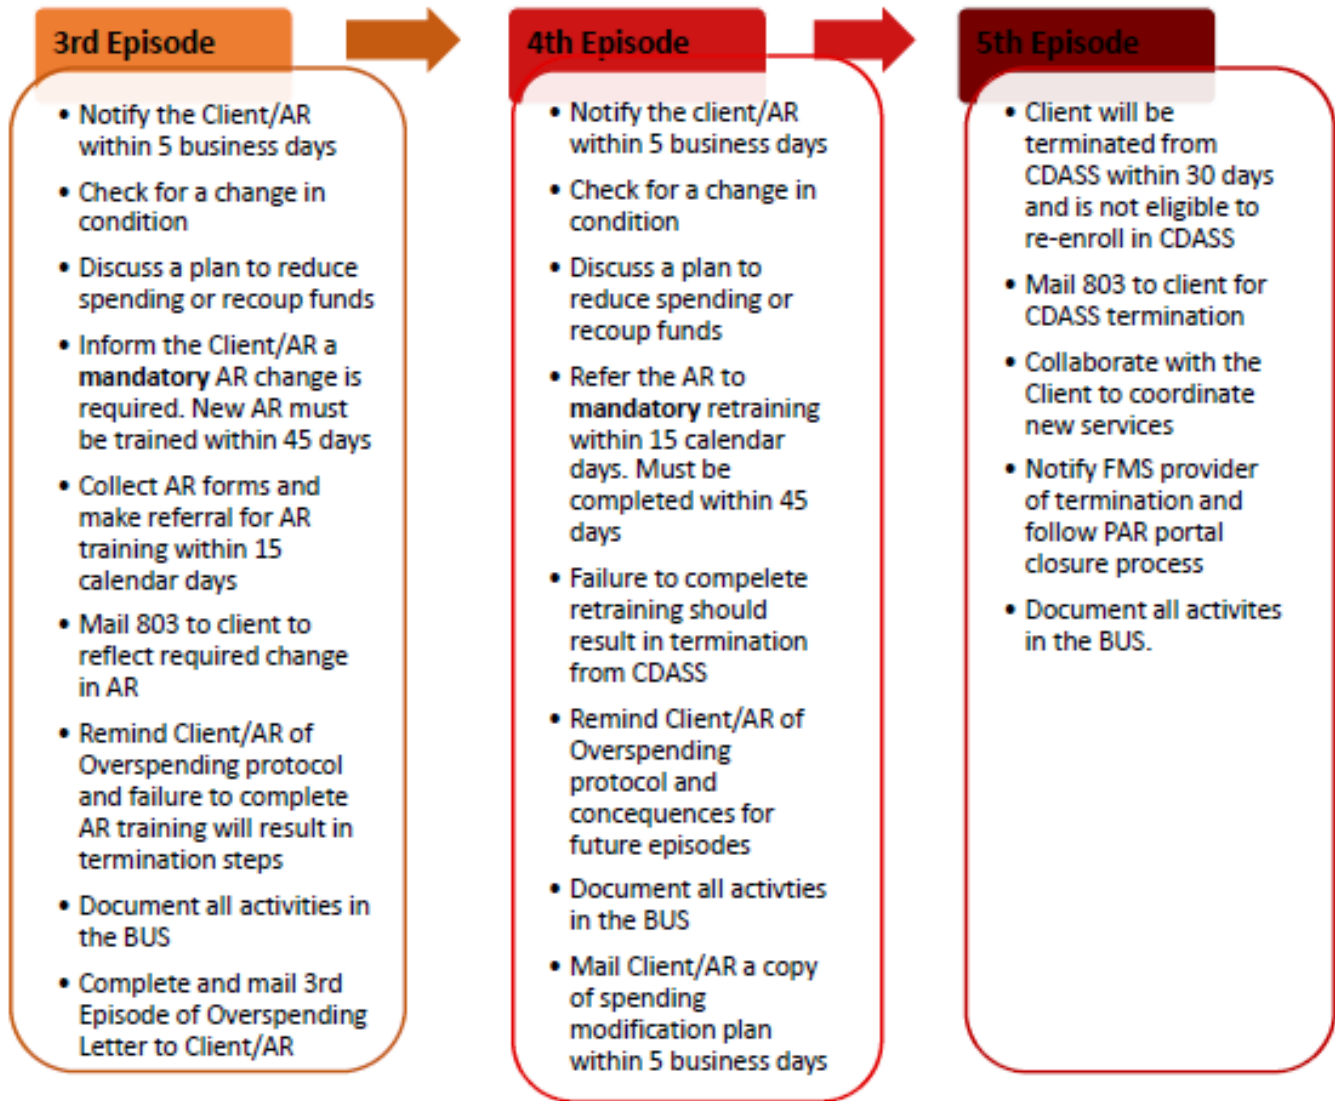 3rd Episode
• Notify the Client/AR
within 5 business days
• Check for a change in
condition
• Discuss a plan to reduce
spending or recoup funds
• Inform the Client/AR a
mandatory AR change is
required. New AR must
be trained within 45 days
• Collect AR forms and
make referral for AR
training within 15
calendar days
• Mail 803 to client to
reflect required change
in AR
• Remind Client/AR of
Overspending protocol
and failure to complete
AR training will result in
termination steps
• Document all activities in
the BUS
• Complete and mail 3rd
Episode of Overspending
Letter to Client/AR
4th Episode
• Notify the client/AR
within 5 business days
• Check for a change in
condition
• Discuss a plan to
reduce spending or
recoup funds
• Refer the AR to
mandatory retraining
within 15 calendar
days. Must be
completed within 45
days
• Failure to compelete
retraining should
result in termination
from CDASS
• Remind Client/AR of
Overspending
protocol and
concequences for
future episodes
• Document all activties
in the BUS
• Mail Client/AR a copy
of spending
modification plan
within 5 business days
5th Episode
• Client will be
terminated from
CDASS within 30 days
and is not eligible to
re-enroll in CDASS
• Mail 803 to client for
CDASS termination
• Collaborate with the
Client to coordinate
new services
• Notify FMS provider
of termination and
follow PAR portal
closure process
• Document all activites
in the BUS.